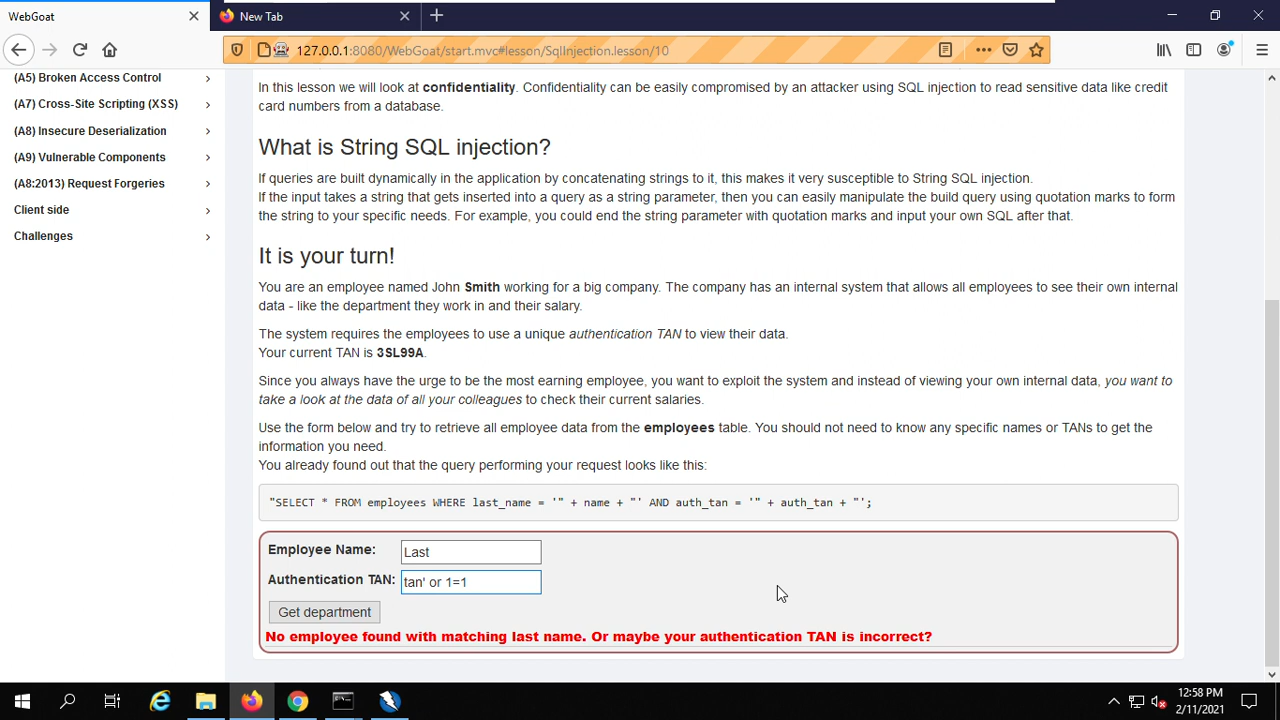 WebGoat
New Tab
127.0.0.1:8080/WebGoat/start.mvc#lesson/SqlInjection.lesson/10
(A5) Broken Access Control
(A7) Cross-Site Scripting (XSS)
(A8) Insecure Deserialization
(A9) Vulnerable Components
(A8:2013) Request Forgeries
Client side
Challenges
In this lesson we will look at confidentiality. Confidentiality can be easily compromised by an attacker using SQL injection to read sensitive data like credit
card numbers from a database.
What is String SQL injection?
If queries are built dynamically in the application by concatenating strings to it, this makes it very susceptible to String SQL injection.
If the input takes a string that gets inserted into a query as a string parameter, then you can easily manipulate the build query using quotation marks to form
the string to your specific needs. For example, you could end the string parameter with quotation marks and input your own SQL after that.
It is your turn!
You are an employee named John Smith working for a big company. The company has an internal system that allows all employees to see their own internal
data - like the department they work in and their salary.
The system requires the employees to use a unique authentication TAN to view their data.
Your current TAN is 3SL99A.
Since you always have the urge to be the most earning employee, you want to exploit the system and instead of viewing your own internal data, you want to
take a look at the data of all your colleagues to check their current salaries.
Use the form below and try to retrieve all employee data from the employees table. You should not need to know any specific names or TANs to get the
information you need.
You already found out that the query performing your request looks like this:
"SELECT * FROM employees WHERE last_name = '" + name + "' AND auth_tan = '" + auth_tan + "';
Employee Name: Last
Authentication TAN: tan' or 1=1
Get department
No employee found with matching last name. Or maybe your authentication TAN is incorrect?
12:58 PM
2/11/2021